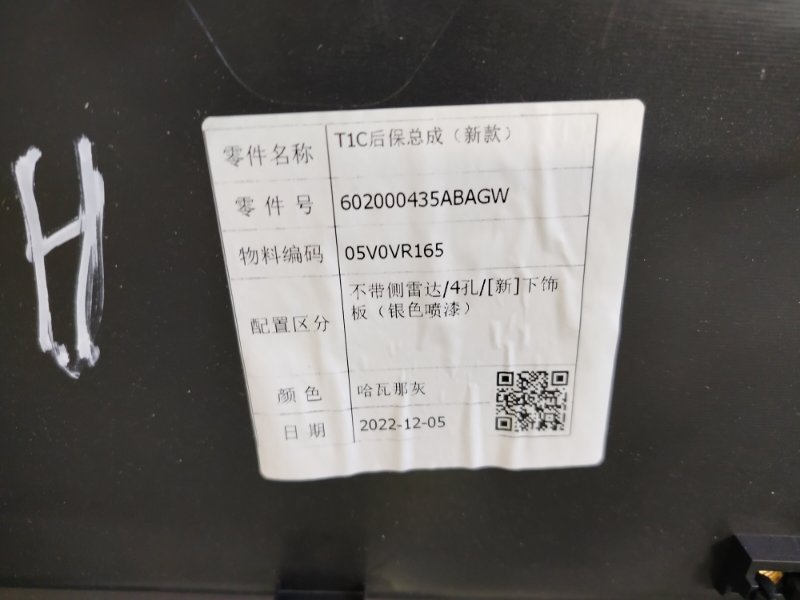 H
零件名称 T1C后保总成（新款）
零件号 602000435ABAGW
物料编码 05V0VR165
配置区分 不带侧雷达/4孔/[新]下饰
板（银色喷漆）
颜色 哈瓦那灰
日期 2022-12-05